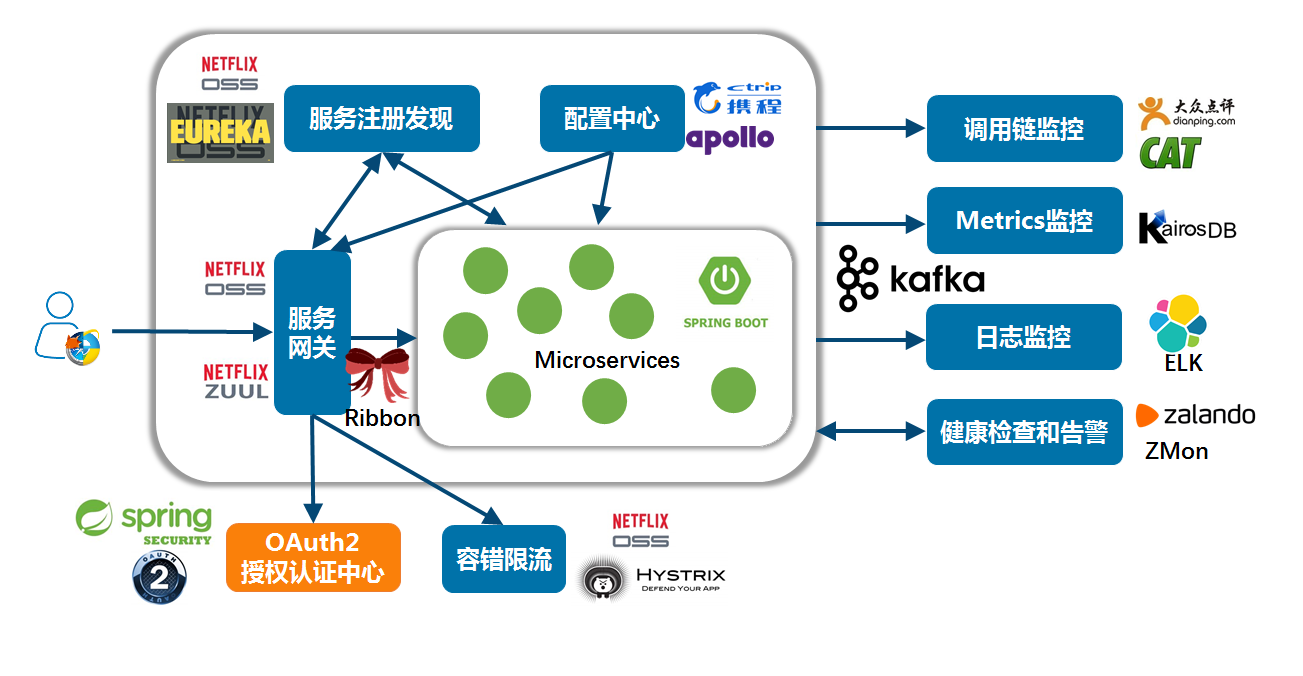 NETFLIX
OSS
NETFLIX
EUREKA
OSS
服务注册发现
配置中心
ctrip
携程
apollo
调用链监控
大众点评
dianping.com
CAT
Metrics监控
KairosDB
kafka
NETFLIX
OSS
服务
网关
NETFLIX
ZUUL
Ribbon
SPRING BOOT
Microservices
日志监控
ELK
健康检查和告警
zalando
ZMon
spring
SECURITY
OAUTH
2
OAUTH
OAuth2
授权认证中心
容错限流
NETFLIX
OSS
HYSTRIX
DEFEND YOUR APP